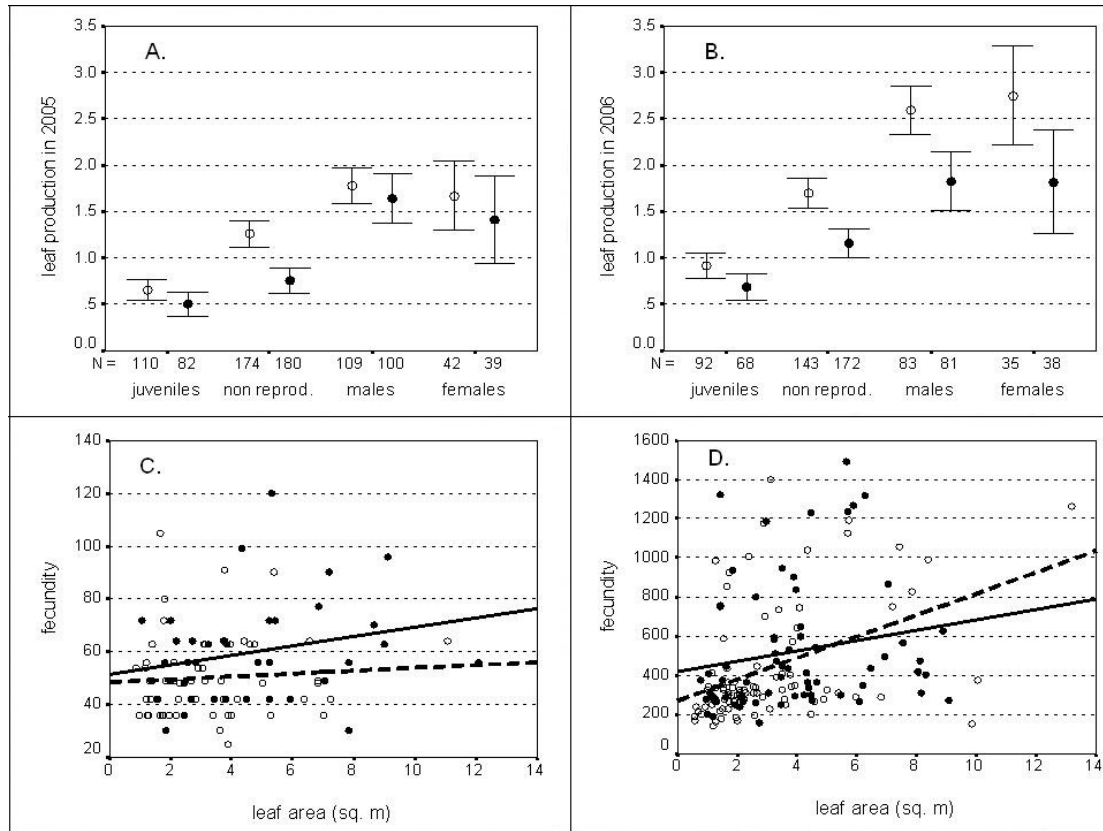 A.
leaf production in 2005
3.5
3.0
2.5
2.0
1.5
1.0
.5
0.0
N = 110 82 174 180 109 100 42 39
juveniles non reprod. males females
B.
leaf production in 2006
3.5
3.0
2.5
2.0
1.5
1.0
.5
0.0
N = 92 68 143 172 83 81 35 38
juveniles non reprod. males females
C.
fecundity
140
120
100
80
60
40
20
0 2 4 6 8 10 12 14
leaf area (sq. m)
D.
fecundity
1600
1400
1200
1000
800
600
400
200
0
0 2 4 6 8 10 12 14
leaf area (sq. m)